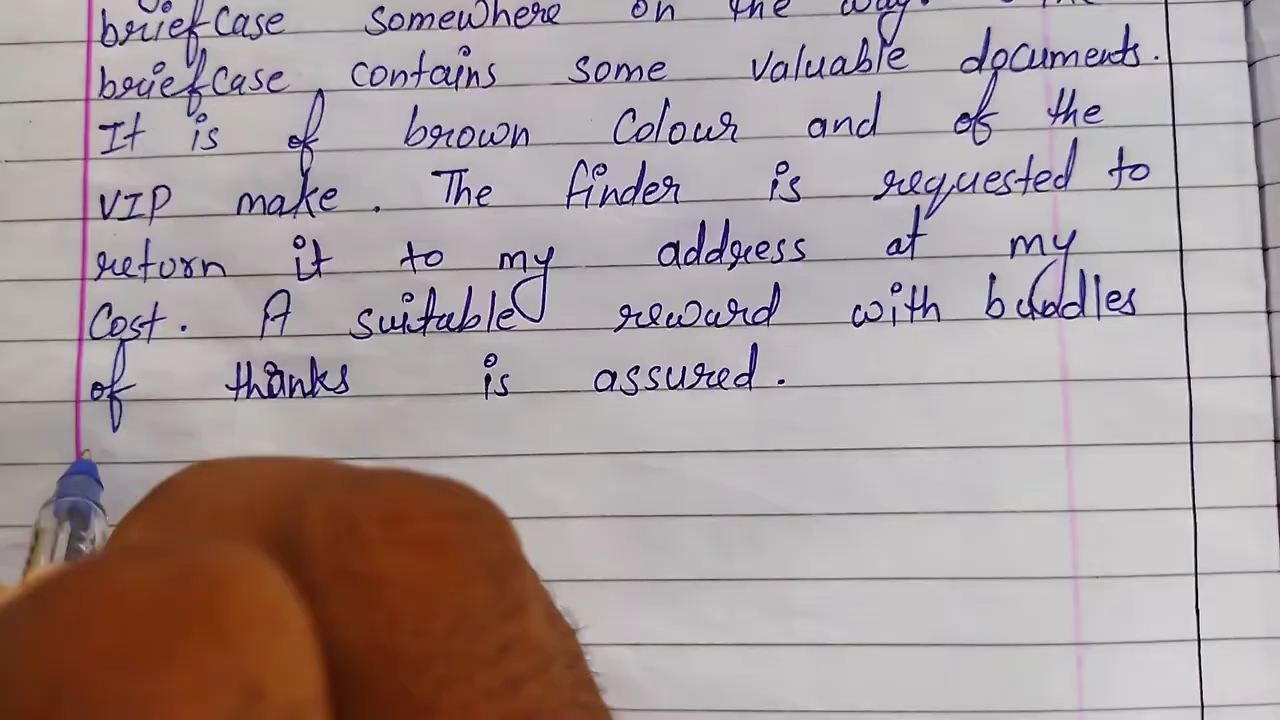 briefcase somewhere on the way.
briefcase contains some valuable documents.
It is of brown colour and of the
VIP make. The finder is requested to
return it to my address at my
Cost. A suitable reward with
of thanks is assured.